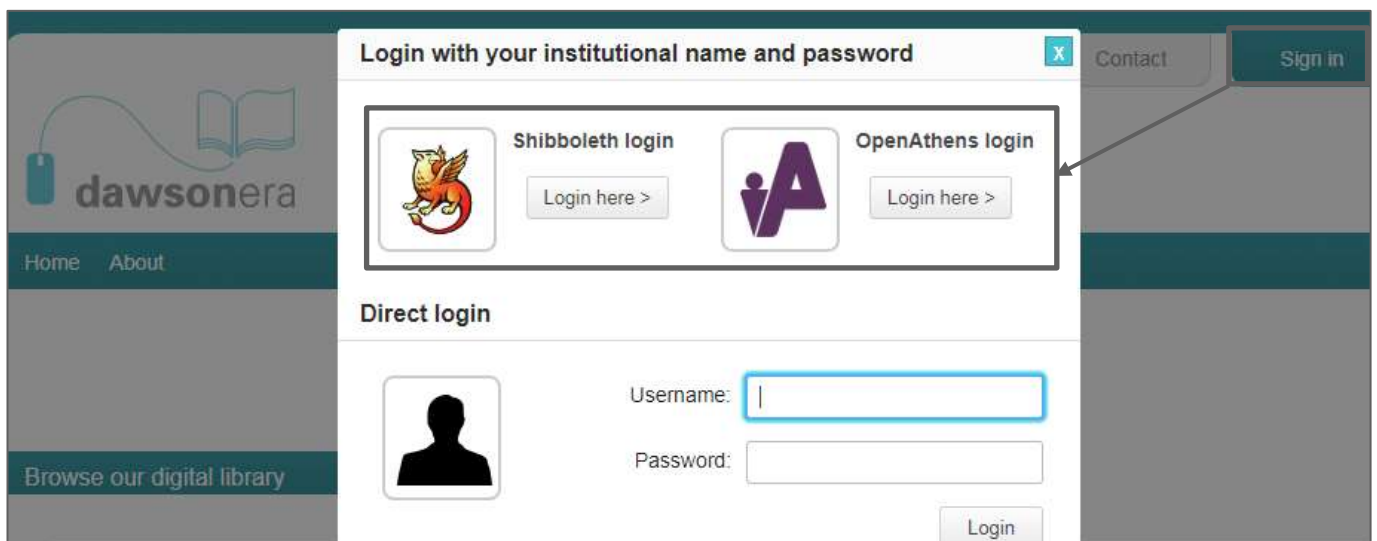 Login with your institutional name and password
X
Contact
Sign in
Shibboleth login
OpenAthens login
Login here >
Login here >
dawsonera
Home About
Direct login
Username:
Password:
Browse our digital library
Login